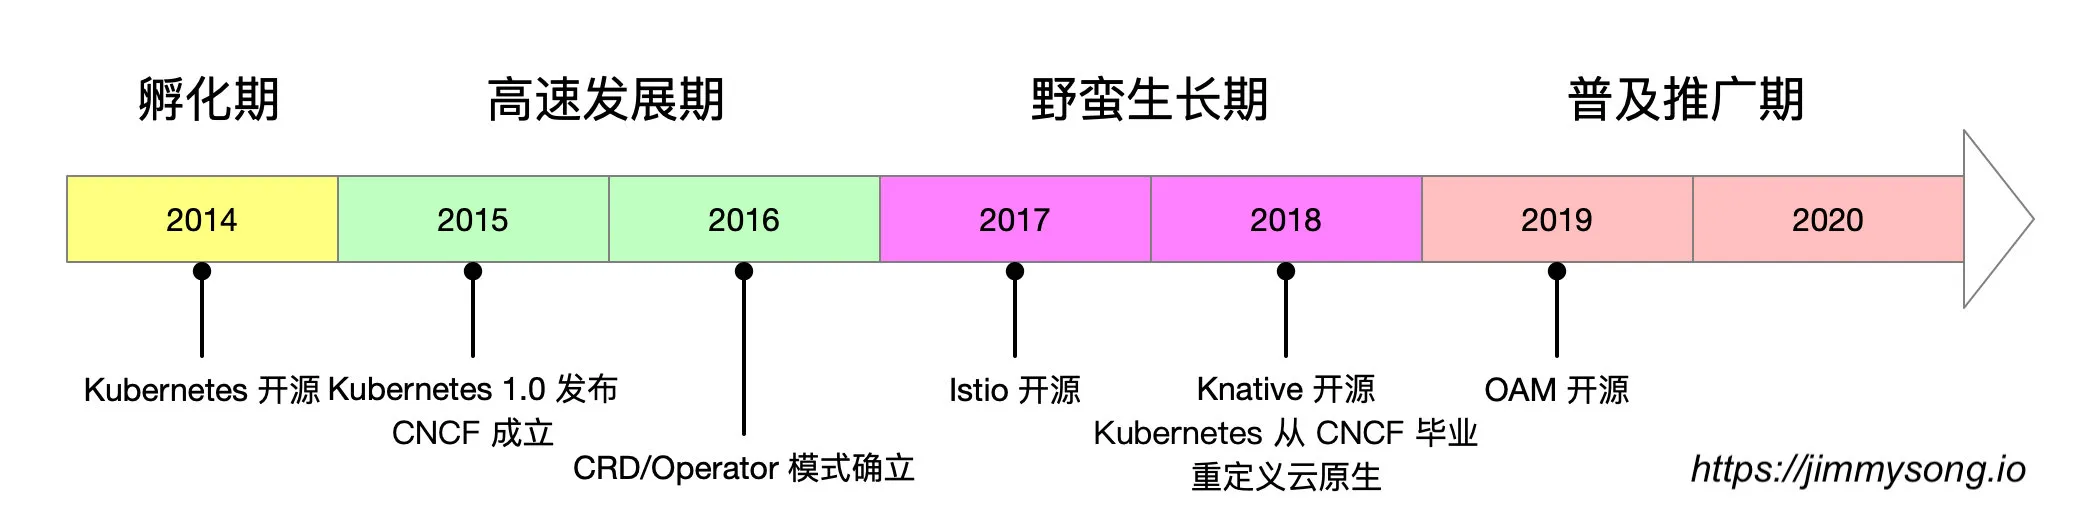 孵化期
高速发展期
野蛮生长期
普及推广期
2014
2015
2016
2017
2018
2019
2020
Kubernetes 开源
Kubernetes 1.0 发布
CNCF 成立
CRD/Operator 模式确立
Istio 开源
Knative 开源
Kubernetes 从 CNCF 毕业
重定义云原生
OAM 开源
https://jimmysong.io